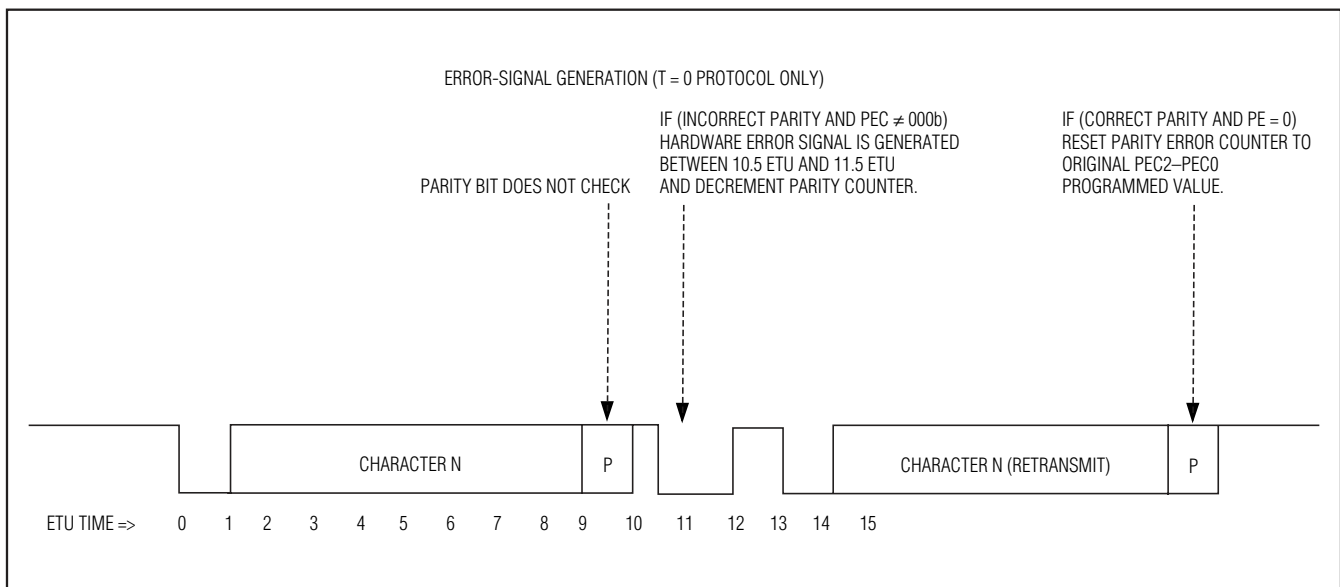 ERROR-SIGNAL GENERATION (T = 0 PROTOCOL ONLY)
PARITY BIT DOES NOT CHECK
IF (INCORRECT PARITY AND PEC ≠ 000b)
HARDWARE ERROR SIGNAL IS GENERATED
BETWEEN 10.5 ETU AND 11.5 ETU
AND DECREMENT PARITY COUNTER.
IF (CORRECT PARITY AND PE = 0)
RESET PARITY ERROR COUNTER TO
ORIGINAL PEC2–PEC0
PROGRAMMED VALUE.
CHARACTER N
P
CHARACTER N (RETRANSMIT)
P
ETU TIME => 0 1 2 3 4 5 6 7 8 9 10 11 12 13 14 15